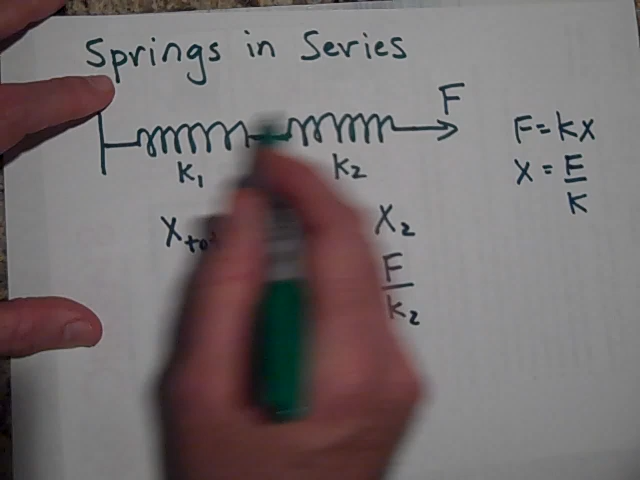 Springs in Series
F
k₁ k₂
F=kx
x = F/k
X₂
F/k₂